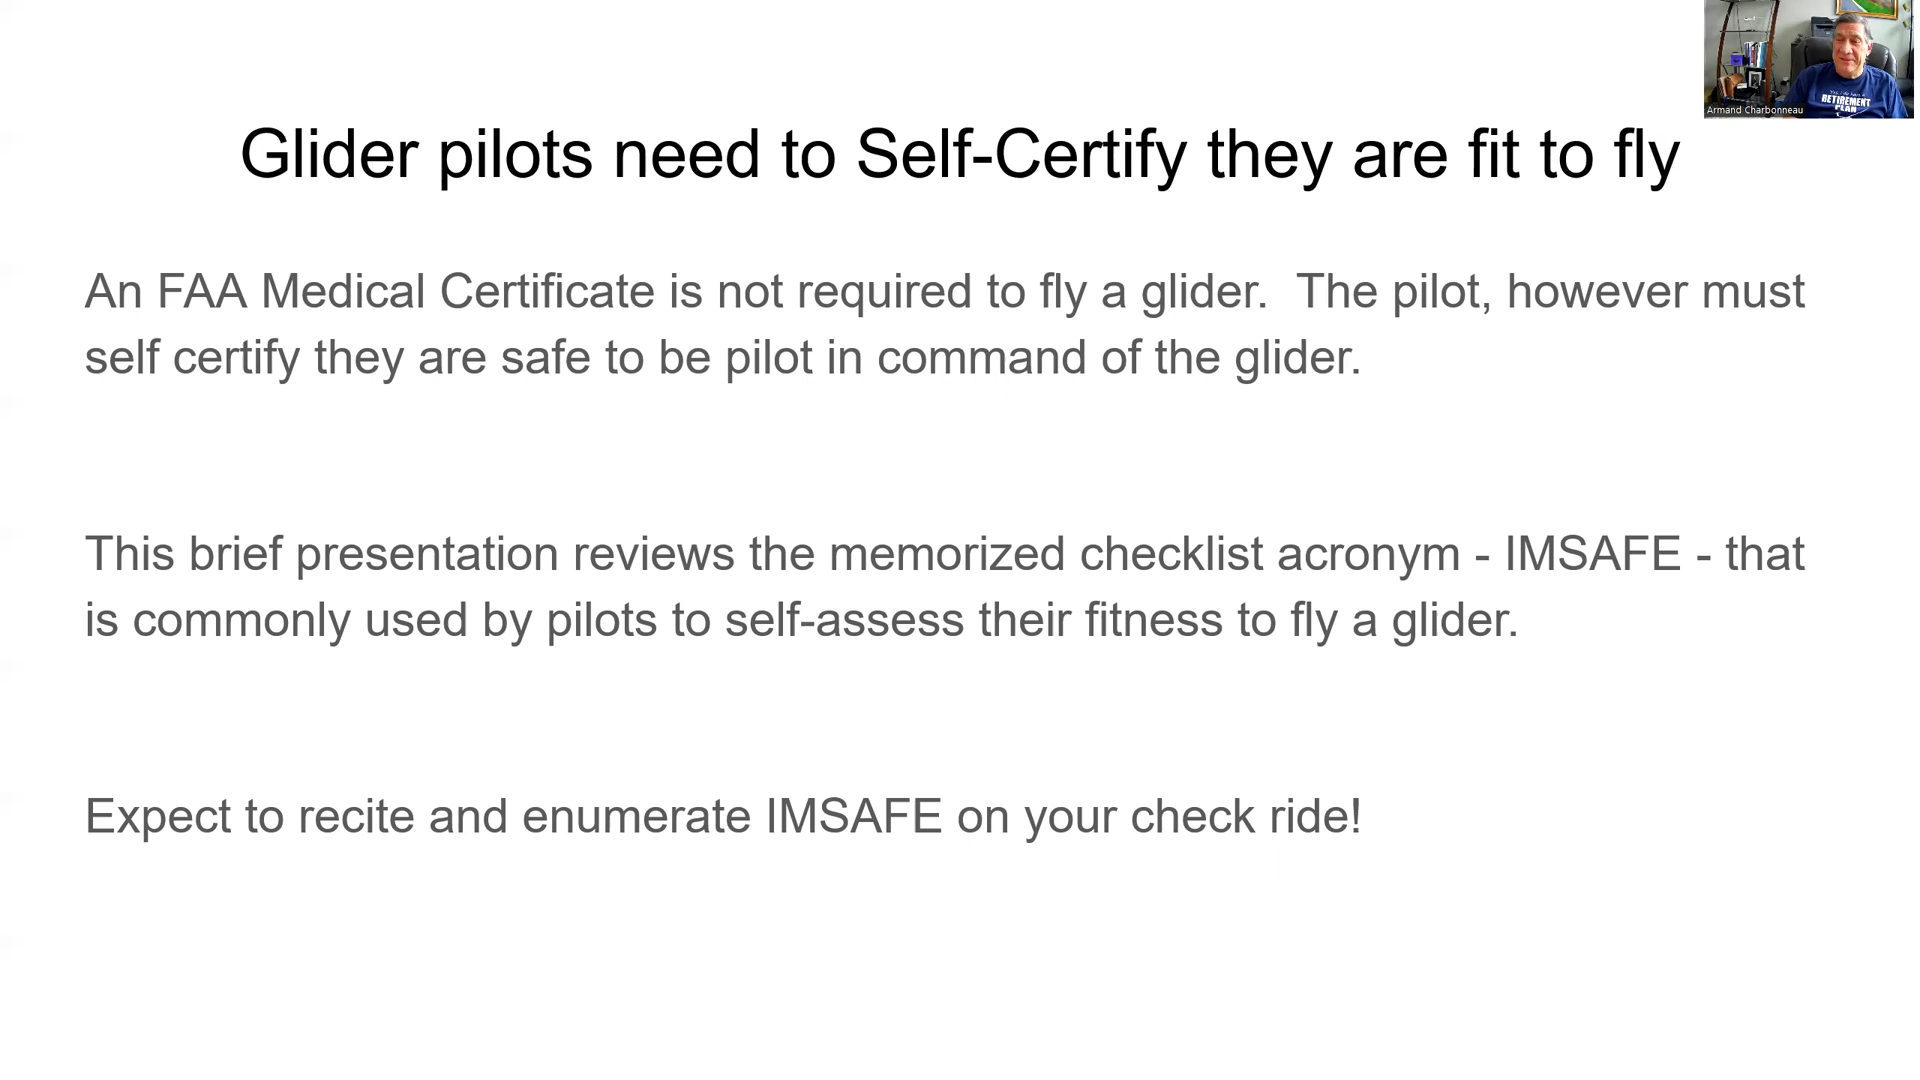 Glider pilots need to Self-Certify they are fit to fly
An FAA Medical Certificate is not required to fly a glider.  The pilot, however must
self certify they are safe to be pilot in command of the glider.
This brief presentation reviews the memorized checklist acronym - IMSAFE - that
is commonly used by pilots to self-assess their fitness to fly a glider.
Expect to recite and enumerate IMSAFE on your check ride!
RETIREMENT
PLAN
Armand Charbonneau